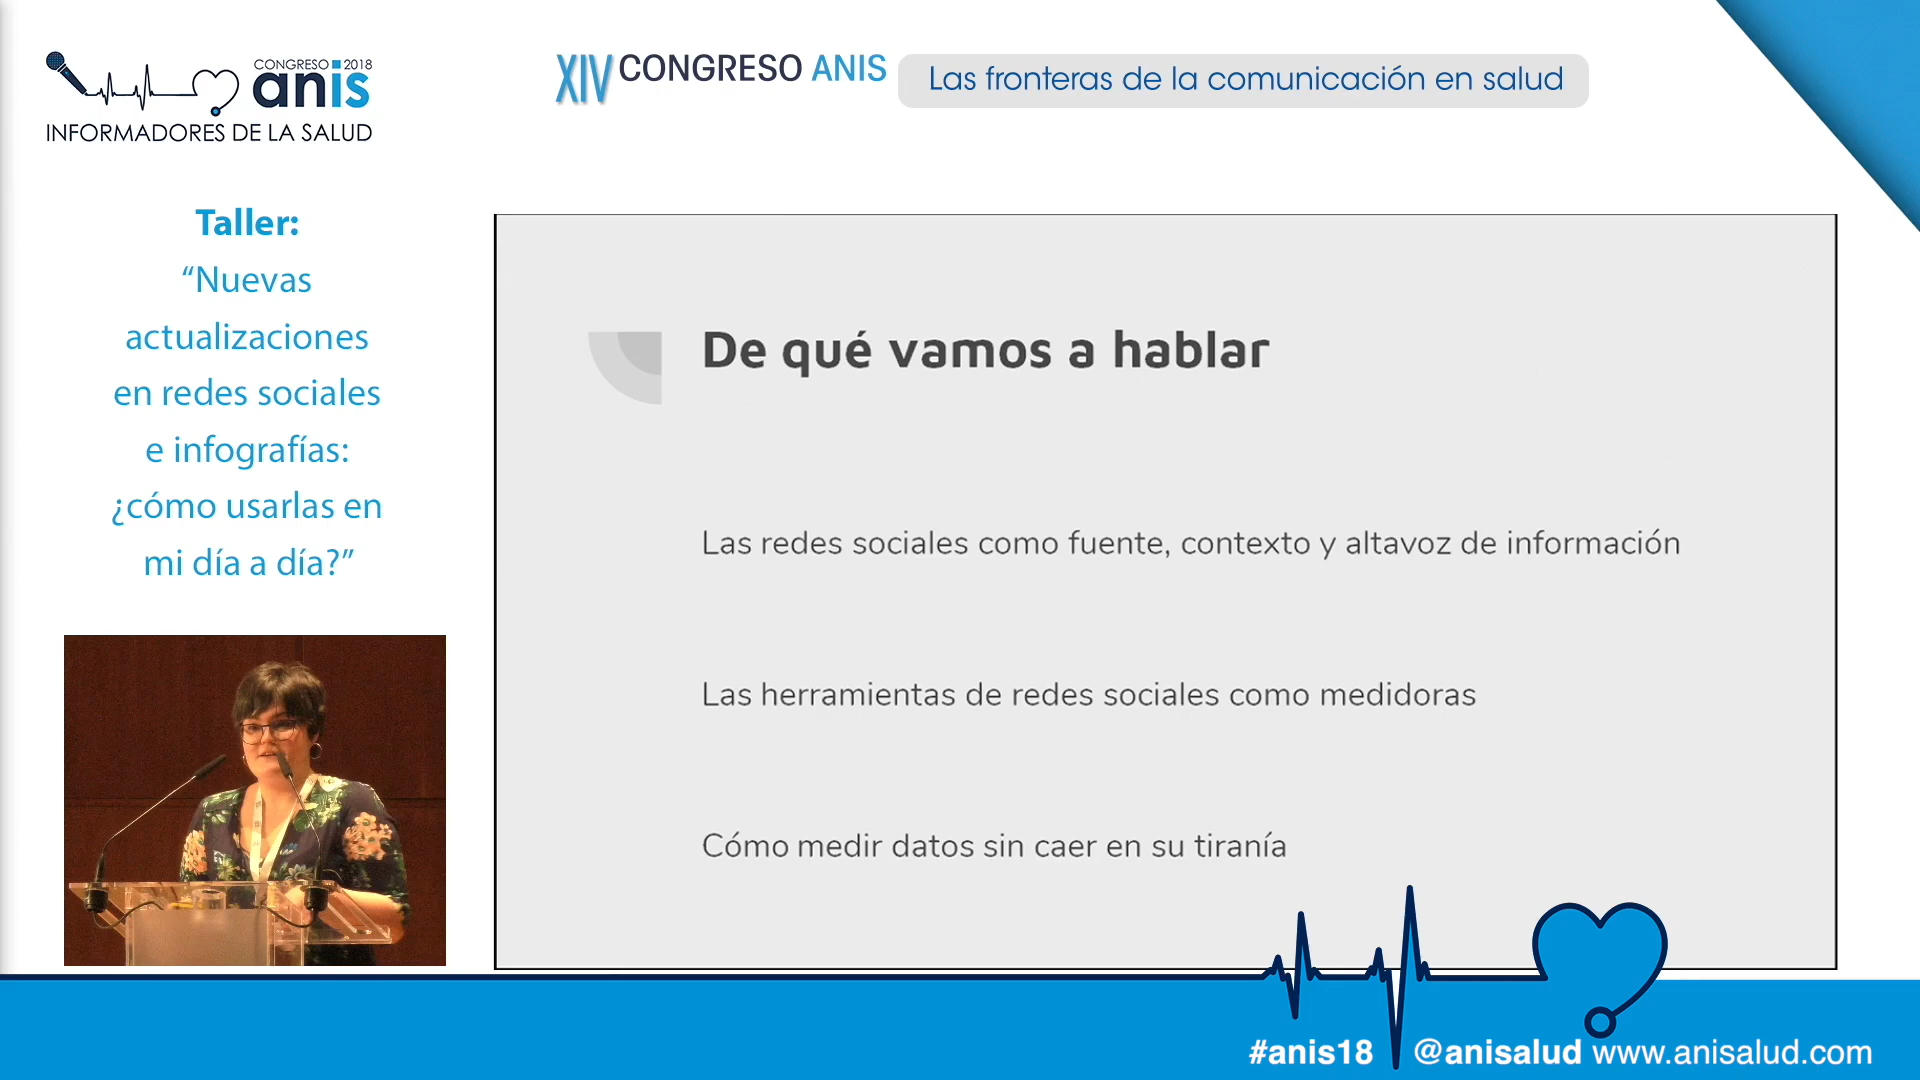 CONGRESO 2018
anis
INFORMADORES DE LA SALUD
XIV CONGRESO ANIS
Las fronteras de la comunicación en salud
Taller:
“Nuevas
actualizaciones
en redes sociales
e infografías:
¿cómo usarlas en
mi día a día?”
De qué vamos a hablar
Las redes sociales como fuente, contexto y altavoz de información
Las herramientas de redes sociales como medidoras
Cómo medir datos sin caer en su tiranía
#anis18 @anisalud www.anisalud.com